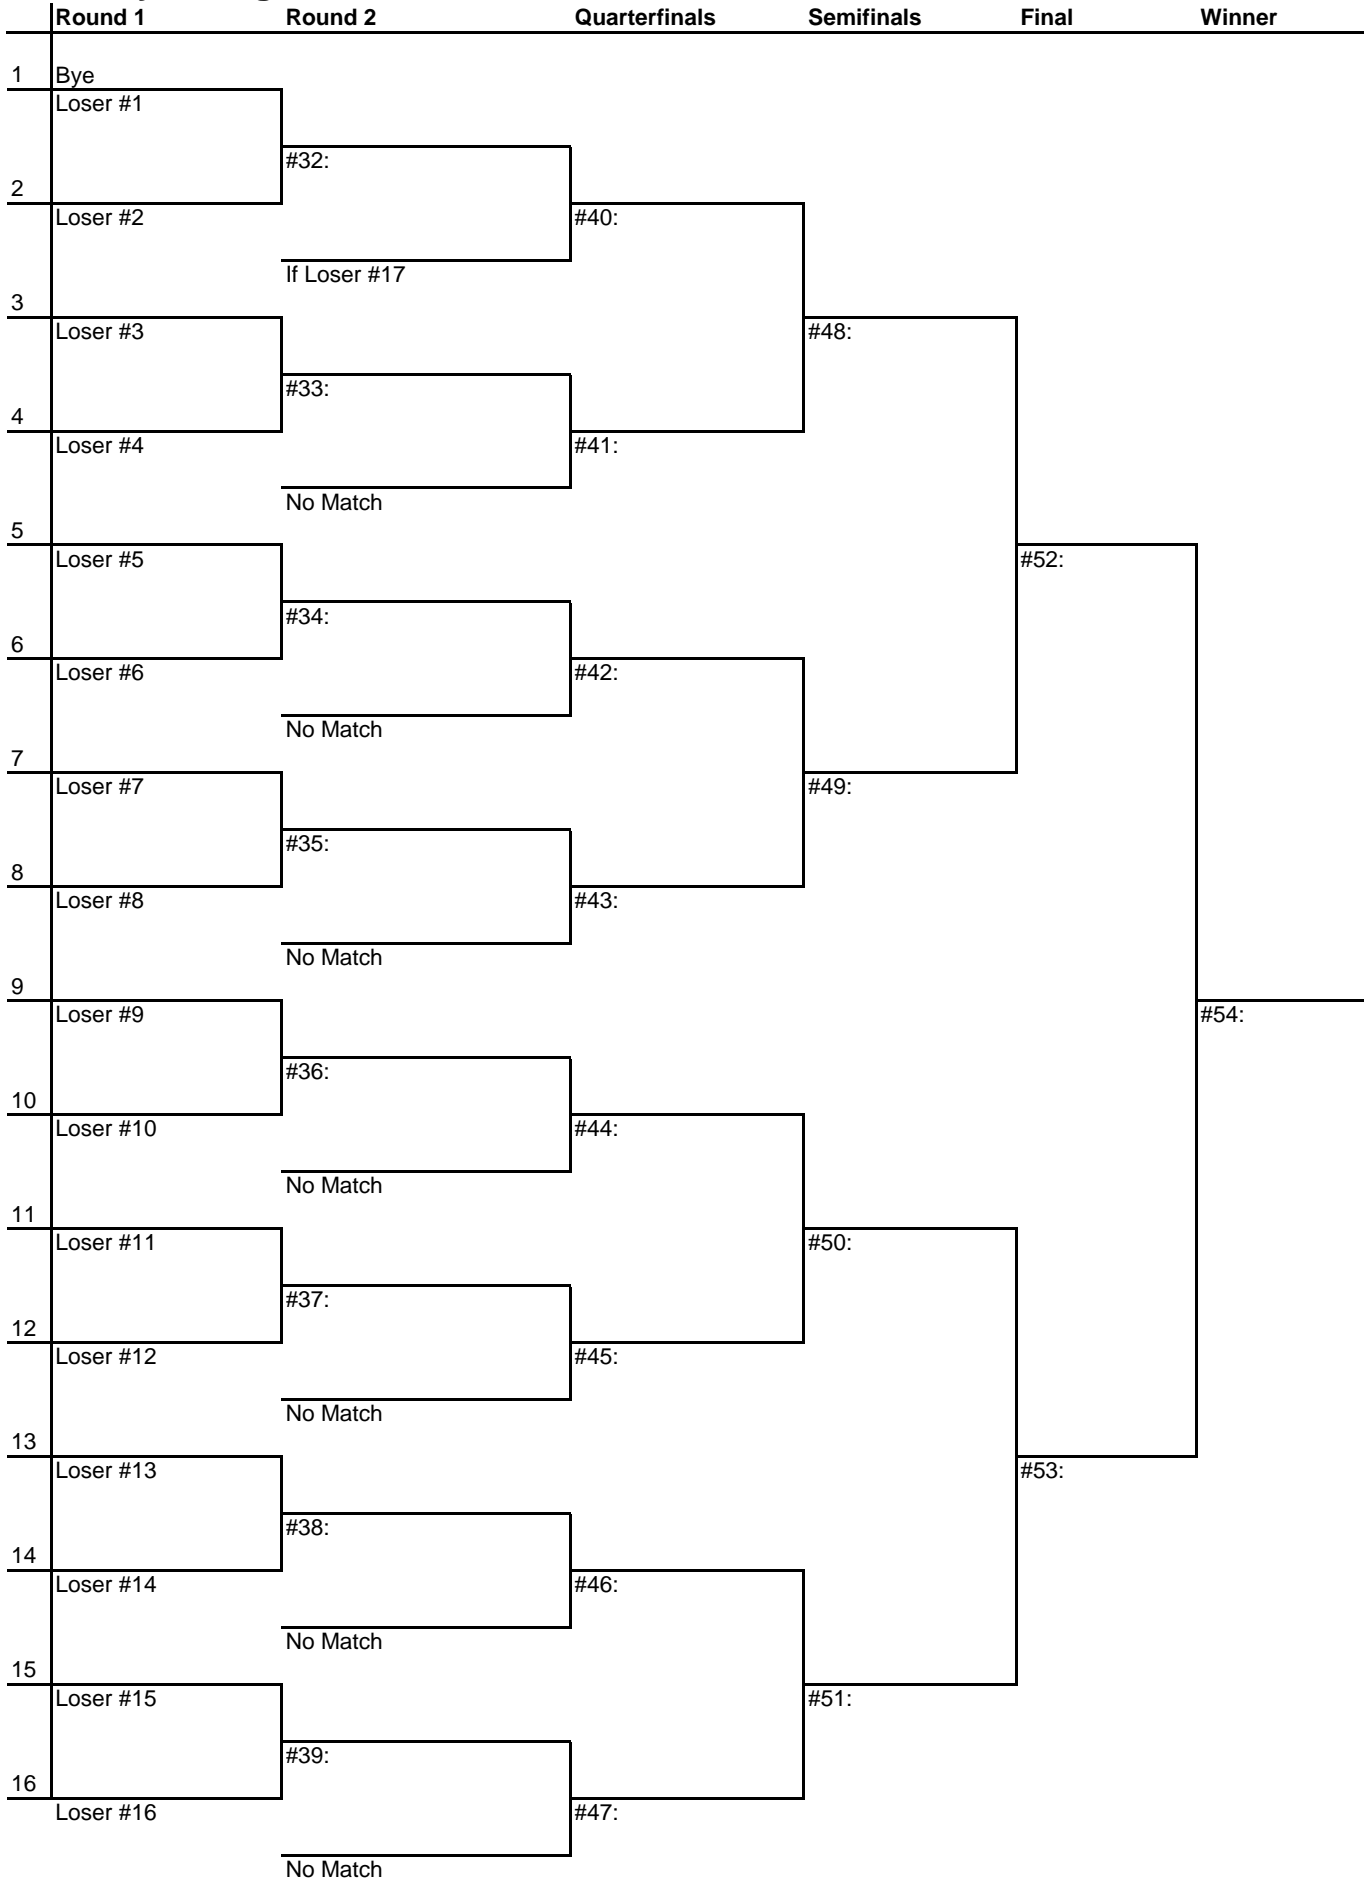 Round 1 Round 2 Quarterfinals Semifinals Final Winner
1 Bye
Loser #1
#32:
2
Loser #2 #40:
If Loser #17
3
Loser #3 #48:
#33:
4
Loser #4 #41:
No Match
5
Loser #5 #52:
#34:
6
Loser #6 #42:
No Match
7
Loser #7 #49:
#35:
8
Loser #8 #43:
No Match
9
Loser #9 #54:
#36:
10
Loser #10 #44:
No Match
11
Loser #11 #50:
#37:
12
Loser #12 #45:
No Match
13
Loser #13 #53:
#38:
14
Loser #14 #46:
No Match
15
Loser #15 #51:
#39:
16
Loser #16 #47:
No Match